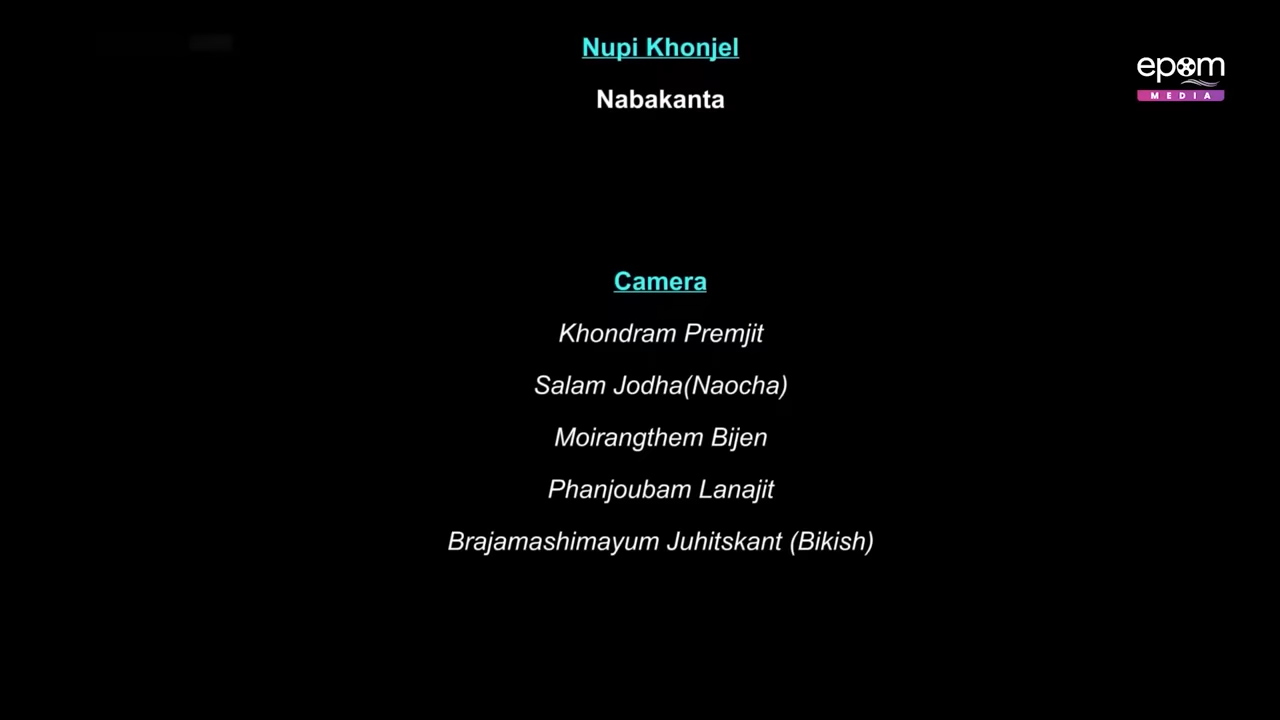 Nupi Khonjel
epom
MEDIA
Nabakanta
Camera
Khondram Premjit
Salam Jodha(Naocha)
Moirangthem Bijen
Phanjoubam Lanajit
Brajamashimayum Juhitskant (Bikish)